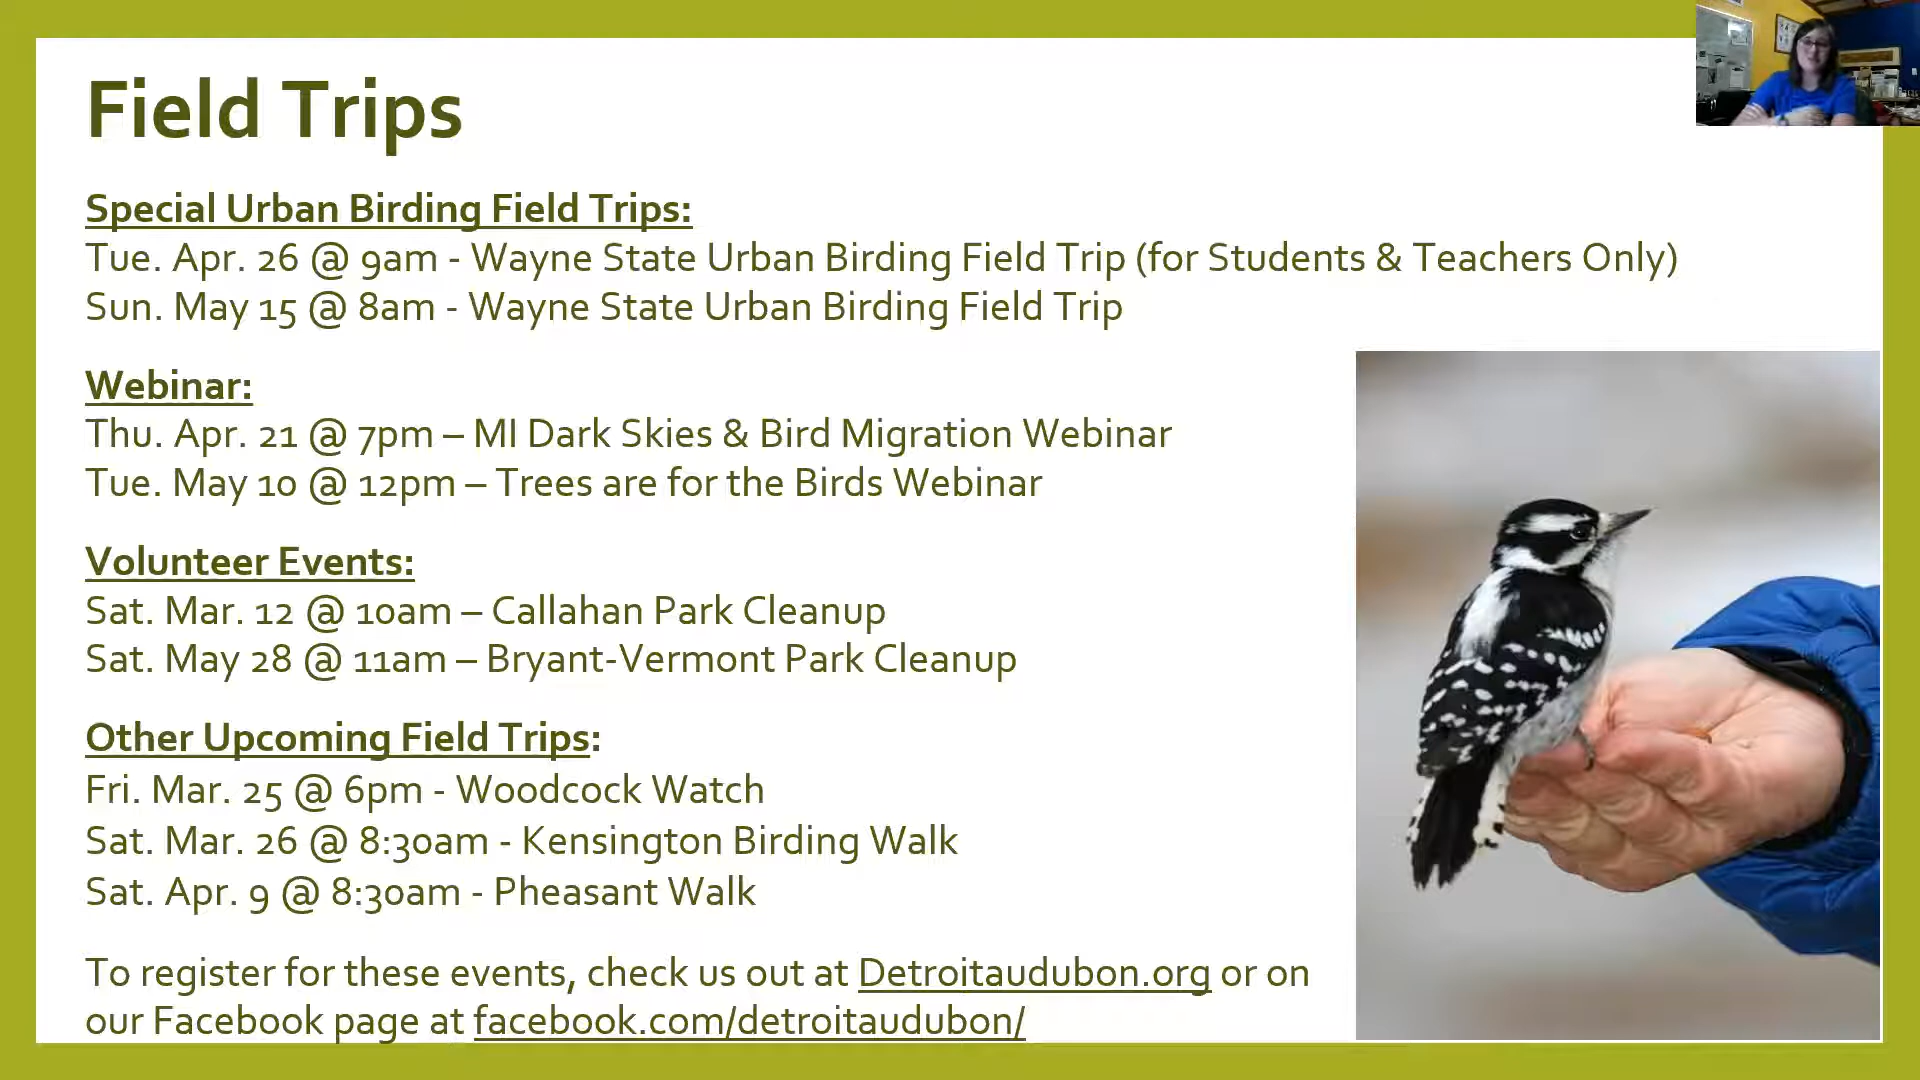 Field Trips
Special Urban Birding Field Trips:
Tue. Apr. 26 @ 9am - Wayne State Urban Birding Field Trip (for Students & Teachers Only)
Sun. May 15 @ 8am - Wayne State Urban Birding Field Trip
Webinar:
Thu. Apr. 21 @ 7pm – MI Dark Skies & Bird Migration Webinar
Tue. May 10 @ 12pm – Trees are for the Birds Webinar
Volunteer Events:
Sat. Mar. 12 @ 10am – Callahan Park Cleanup
Sat. May 28 @ 11am – Bryant-Vermont Park Cleanup
Other Upcoming Field Trips:
Fri. Mar. 25 @ 6pm - Woodcock Watch
Sat. Mar. 26 @ 8:30am - Kensington Birding Walk
Sat. Apr. 9 @ 8:30am - Pheasant Walk
To register for these events, check us out at Detroitaudubon.org or on
our Facebook page at facebook.com/detroitaudubon/